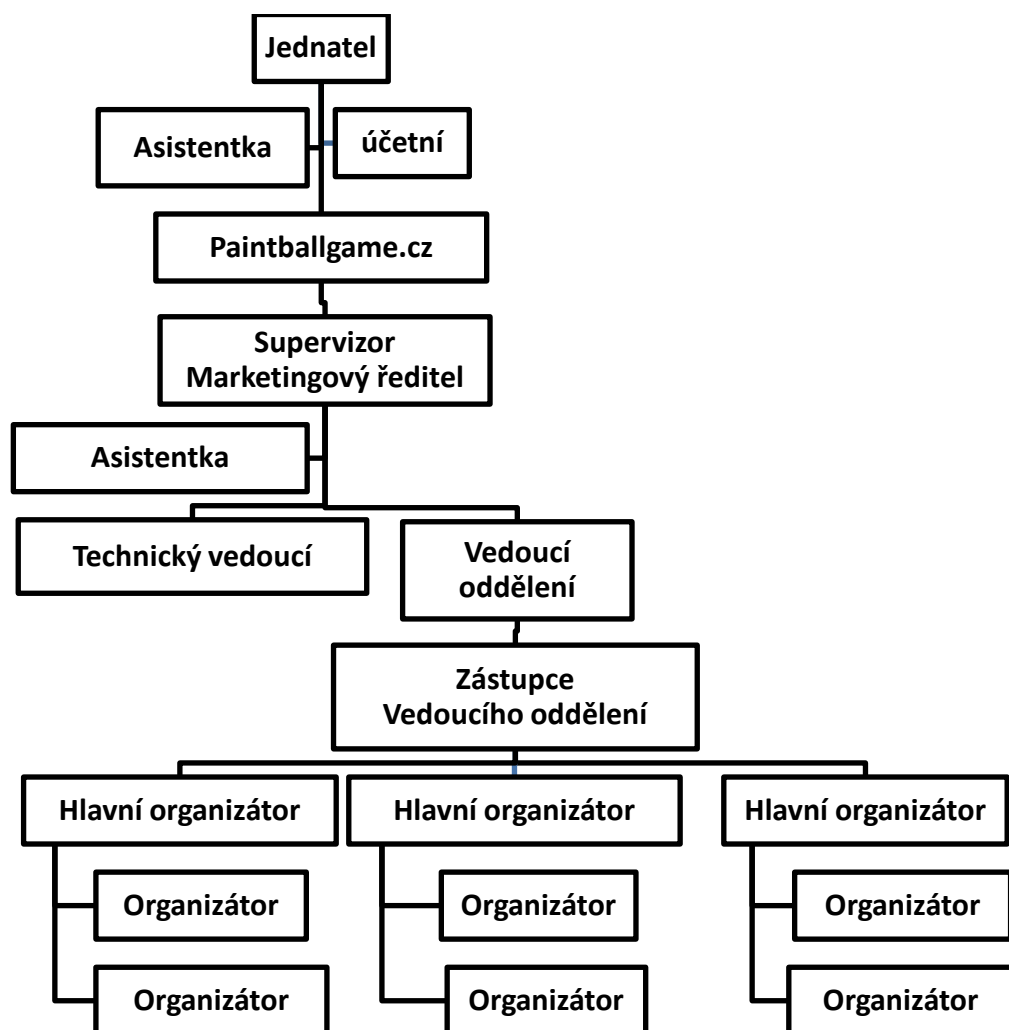 Jednatel
Asistentka
účetní
Paintballgame.cz
Supervizor
Marketingový ředitel
Asistentka
Technický vedoucí
Vedoucí
oddělení
Zástupce
Vedoucího oddělení
Hlavní organizátor
Hlavní organizátor
Hlavní organizátor
Organizátor
Organizátor
Organizátor
Organizátor
Organizátor
Organizátor